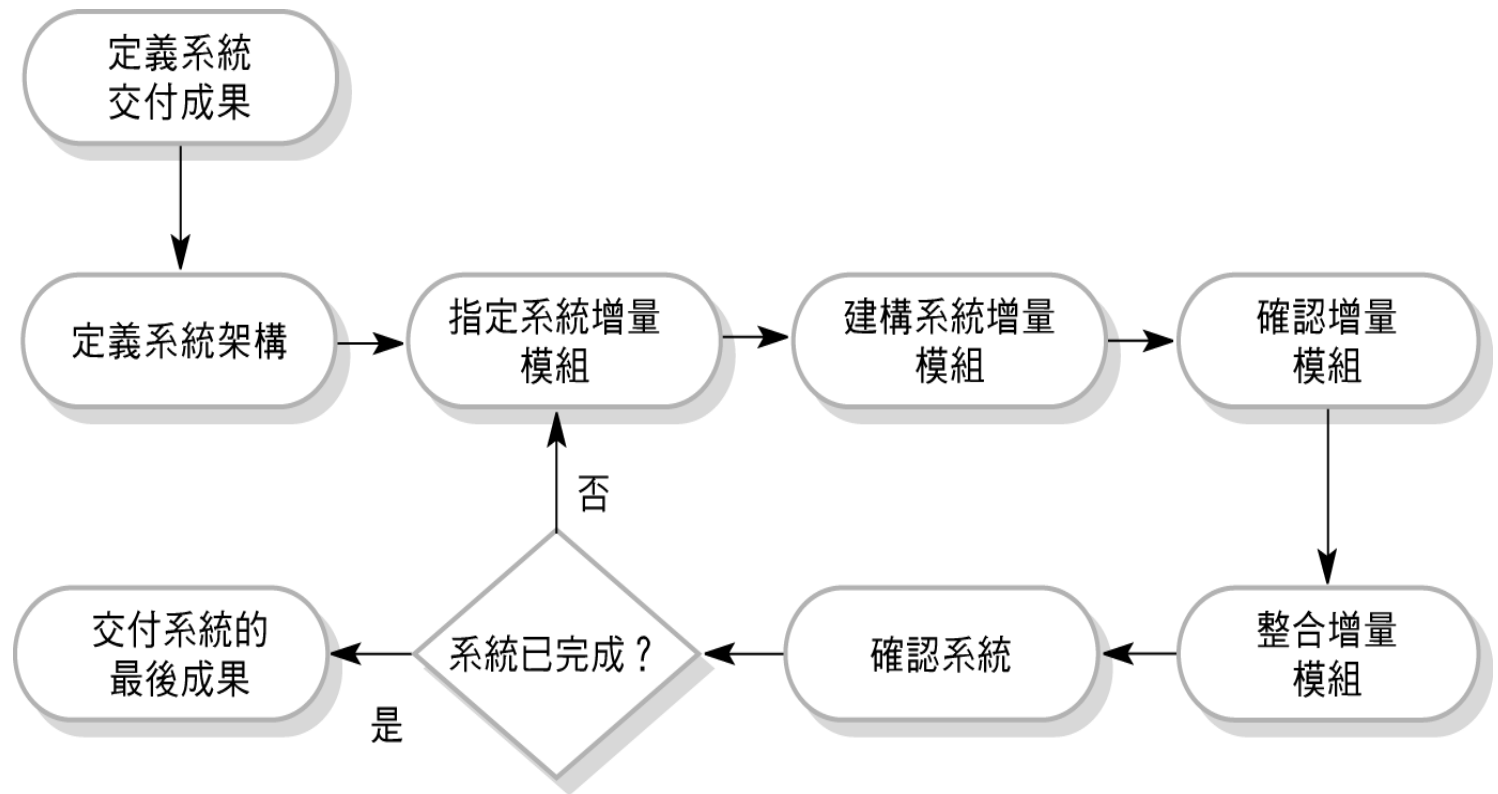 定義系統
交付成果
定義系統架構
指定系統增量
模組
建構系統增量
模組
確認增量
模組
否
交付系統的
最後成果
系統已完成？
確認系統
整合增量
模組
是